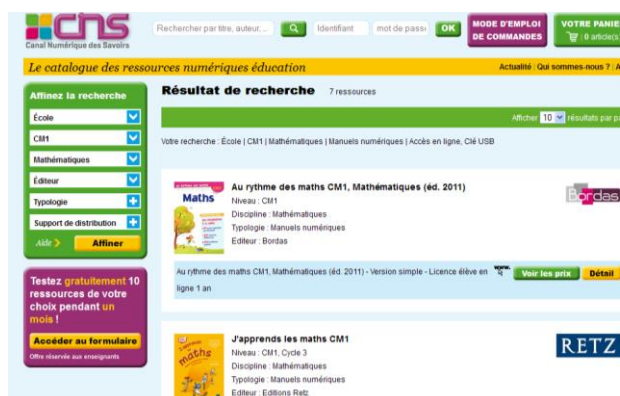 cns
Canal Numérique des Savoirs
Rechercher par titre, auteur,...
Identifiant
mot de passe
OK
MODE D'EMPLOI
DE COMMANDES
VOTRE PANIE
: 0 article(s)
Le catalogue des ressources numériques éducation
Actualité | Qui sommes-nous ? | A
Affinez la recherche
École
CM1
Mathématiques
Éditeur
Typologie
Support de distribution
Aide
Affiner
Testez gratuitement 10
ressources de votre
choix pendant un
mois !
Accéder au formulaire
Offre réservée aux enseignants
Résultat de recherche 7 ressources
Afficher 10 résultats par pa
Votre recherche : École | CM1 | Mathématiques | Manuels numériques | Accès en ligne, Clé USB
Maths
Au rythme des maths CM1, Mathématiques (éd. 2011)
Niveau : CM1
Discipline : Mathématiques
Typologie : Manuels numériques
Editeur : Bordas
Bordas
Au rythme des maths CM1, Mathématiques (éd. 2011) - Version simple - Licence élève en
ligne 1 an
www.
Voir les prix
Détail
J'apprends les
maths
J'apprends les maths CM1
Niveau : CM1, Cycle 3
Discipline : Mathématiques
Typologie : Manuels numériques
Editeur : Editions Retz
RETZ